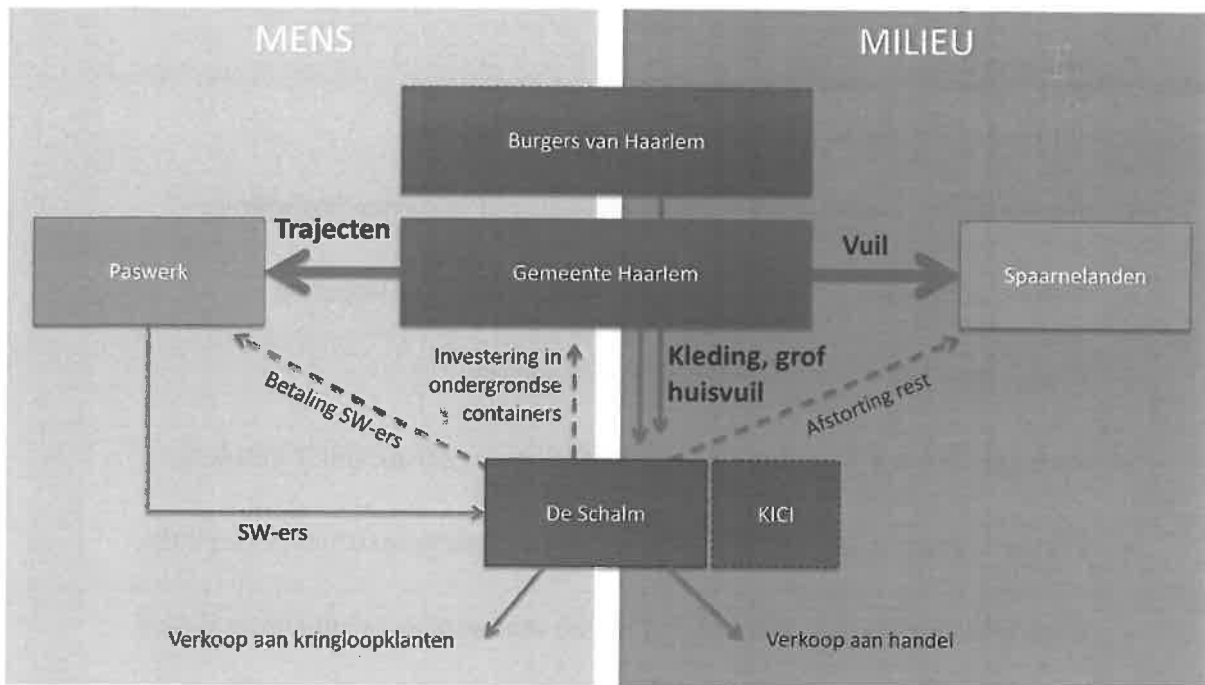 MENS
MILIEU
Burgers van Haarlem
Trajecten
Vuil
Paswerk
Gemeente Haarlem
Spaarnelanden
Investering in
ondergrondse
containers
Kleding, grof
huisvuil
Betaling SW-ers
Afstorting rest
De Schalm
KICI
SW-ers
Verkoop aan kringloopklanten
Verkoop aan handel